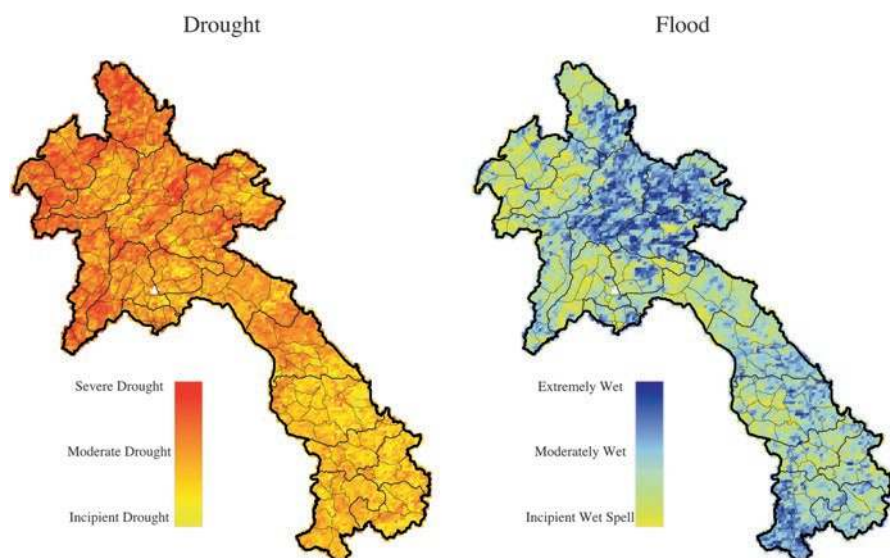 Drought
Flood
Severe Drought
Moderate Drought
Incipient Drought
Extremely Wet
Moderately Wet
Incipient Wet Spell